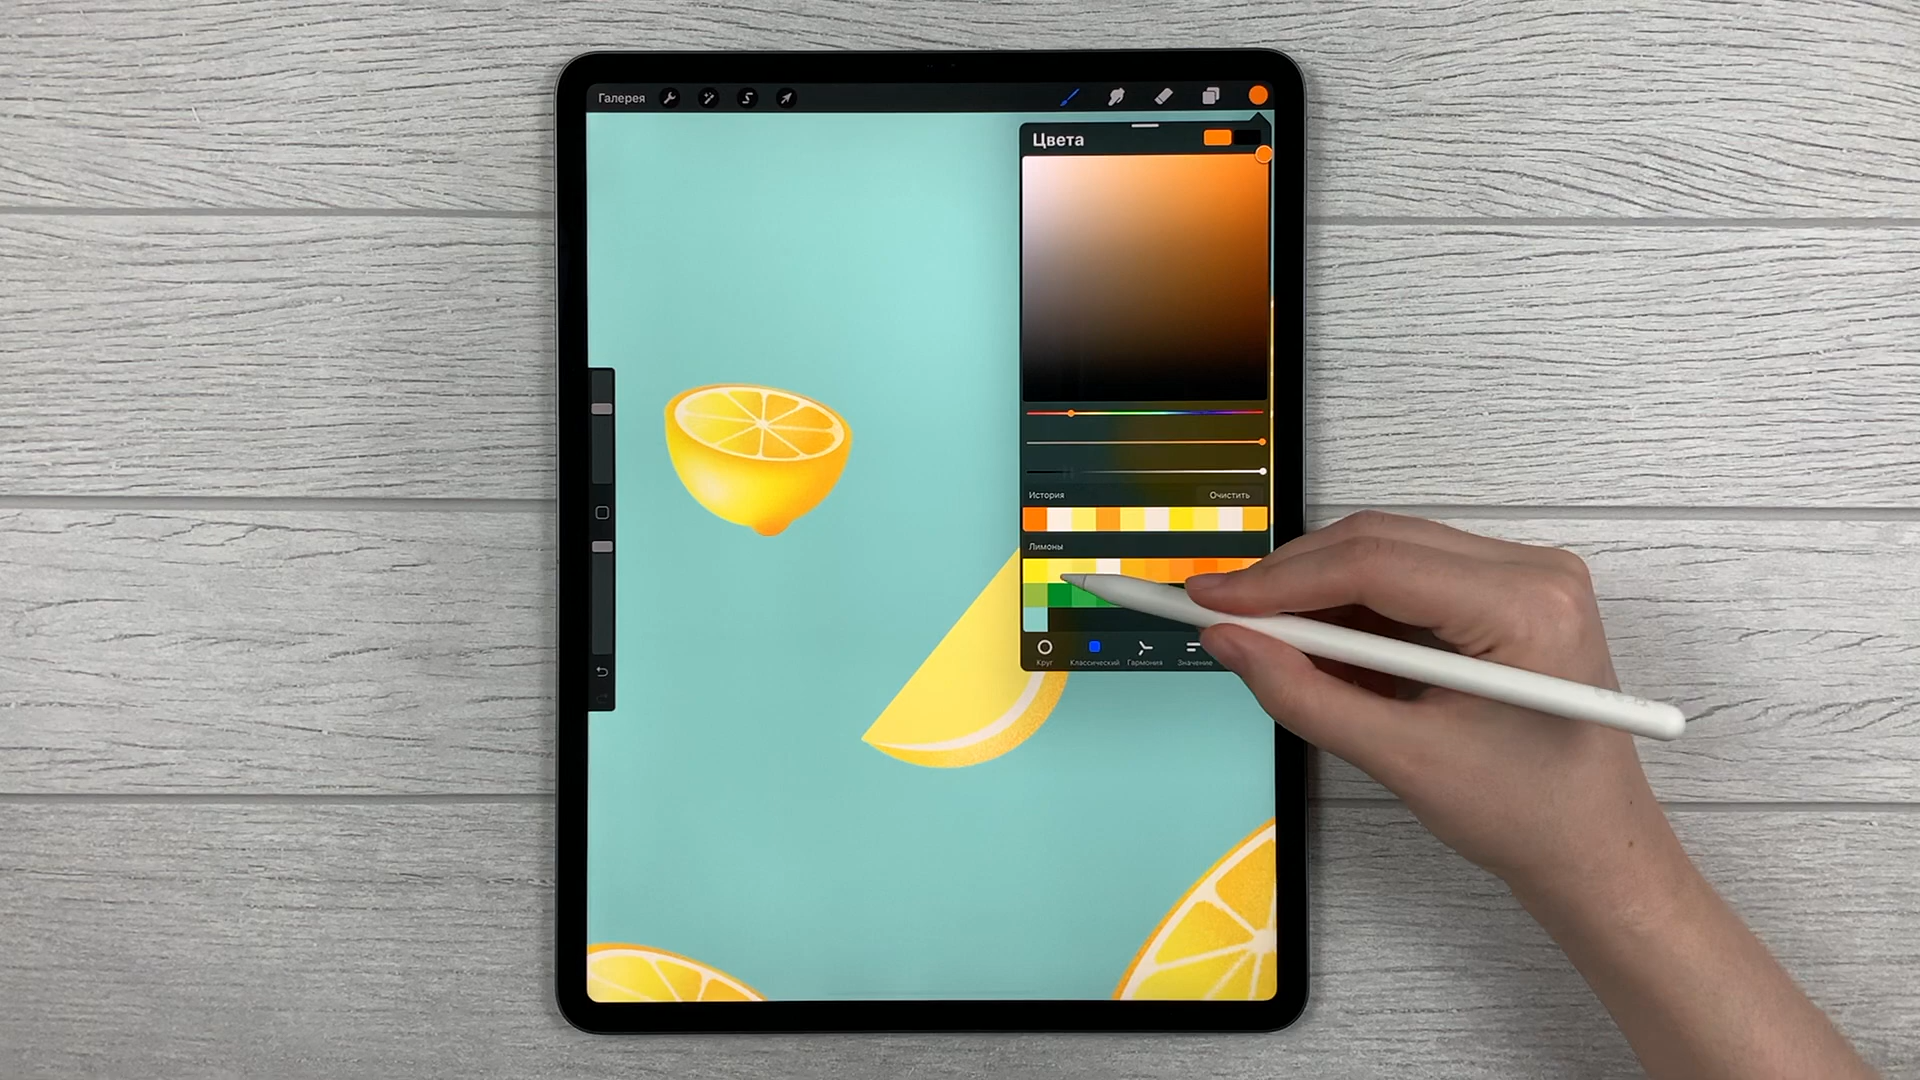 Галерея
Цвета
История
Очистить
Лимоны
Круг
Классический
Гармония
Значение